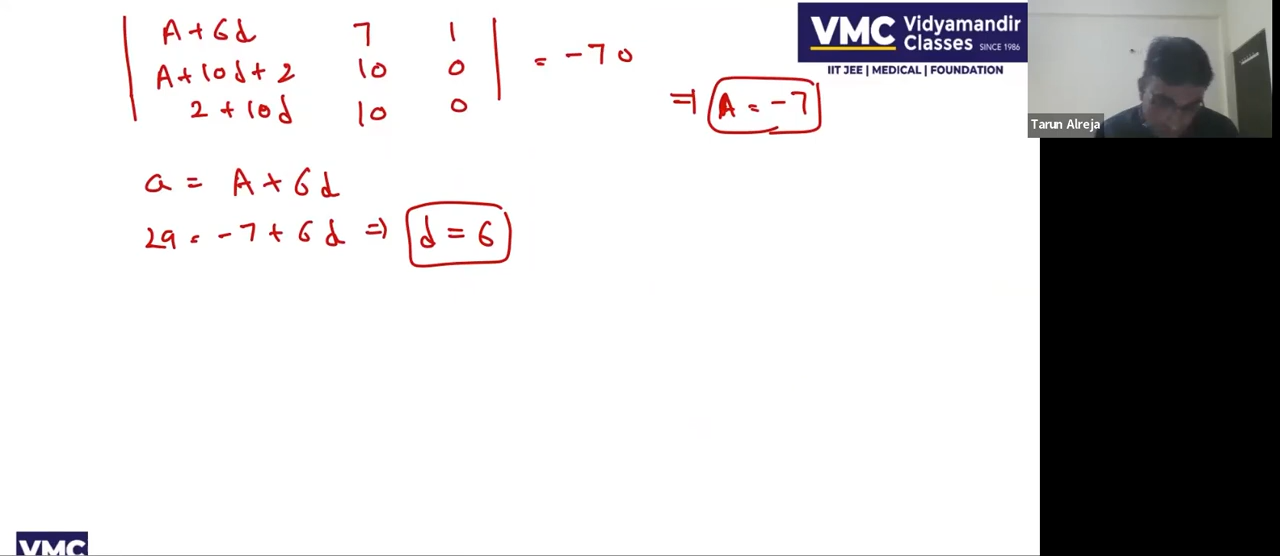 A+6d 7 1
A+10d+2 10 0 = -70
2+10d 10 0
⇒ A = -7
a = A+6d
29 = -7+6d ⇒ d = 6
VMC Vidyamandir
Classes SINCE 1986
IIT JEE | MEDICAL | FOUNDATION
Tarun Alreja
VMC